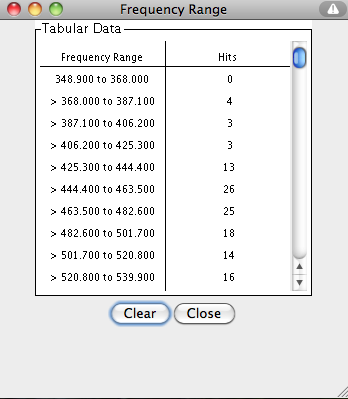 Frequency Range
Tabular Data
Frequency Range Hits
348.900 to 368.000 0
> 368.000 to 387.100 4
> 387.100 to 406.200 3
> 406.200 to 425.300 3
> 425.300 to 444.400 13
> 444.400 to 463.500 26
> 463.500 to 482.600 25
> 482.600 to 501.700 18
> 501.700 to 520.800 14
> 520.800 to 539.900 16
Clear Close